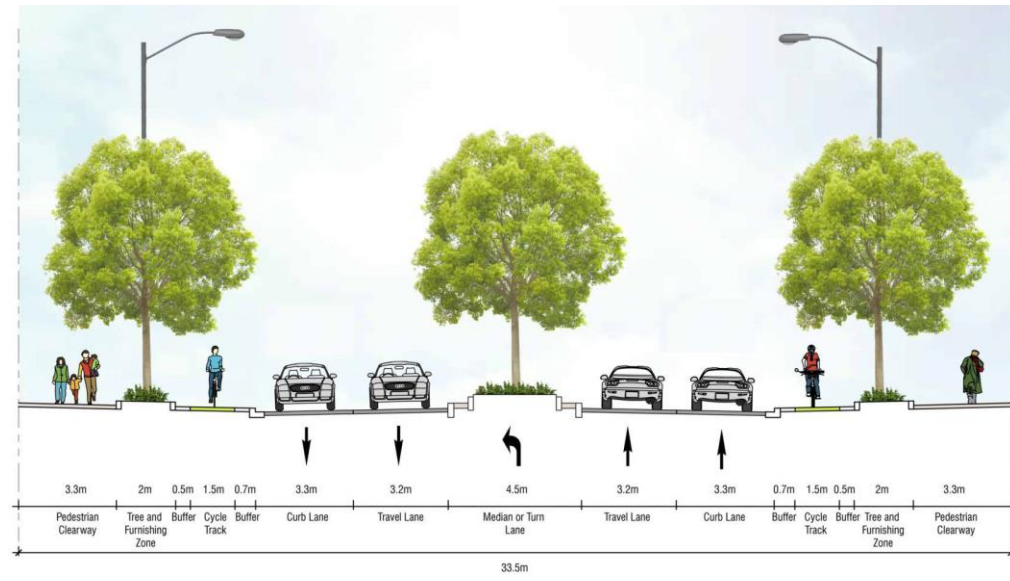 3.3m 2m 0.5m 1.5m 0.7m 3.3m 3.2m 4.5m 3.2m 3.3m 0.7m 1.5m 0.5m 2m 3.3m
Pedestrian Tree and Buffer Cycle Buffer Curb Lane Travel Lane Median or Turn Travel Lane Curb Lane Buffer Cycle Buffer Tree and Pedestrian
Clearway Furnishing Track Lane Track Furnishing Clearway
Zone Zone
33.5m